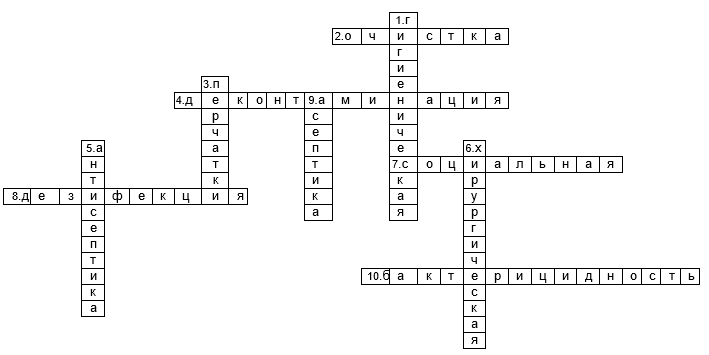 1.гигиеническая
2.очистка
3.перчатки
4.деконтаминация
9.асептика
5.антисептика
6.хирургическая
7.социальная
8.дезифекция
10.бактерицидность